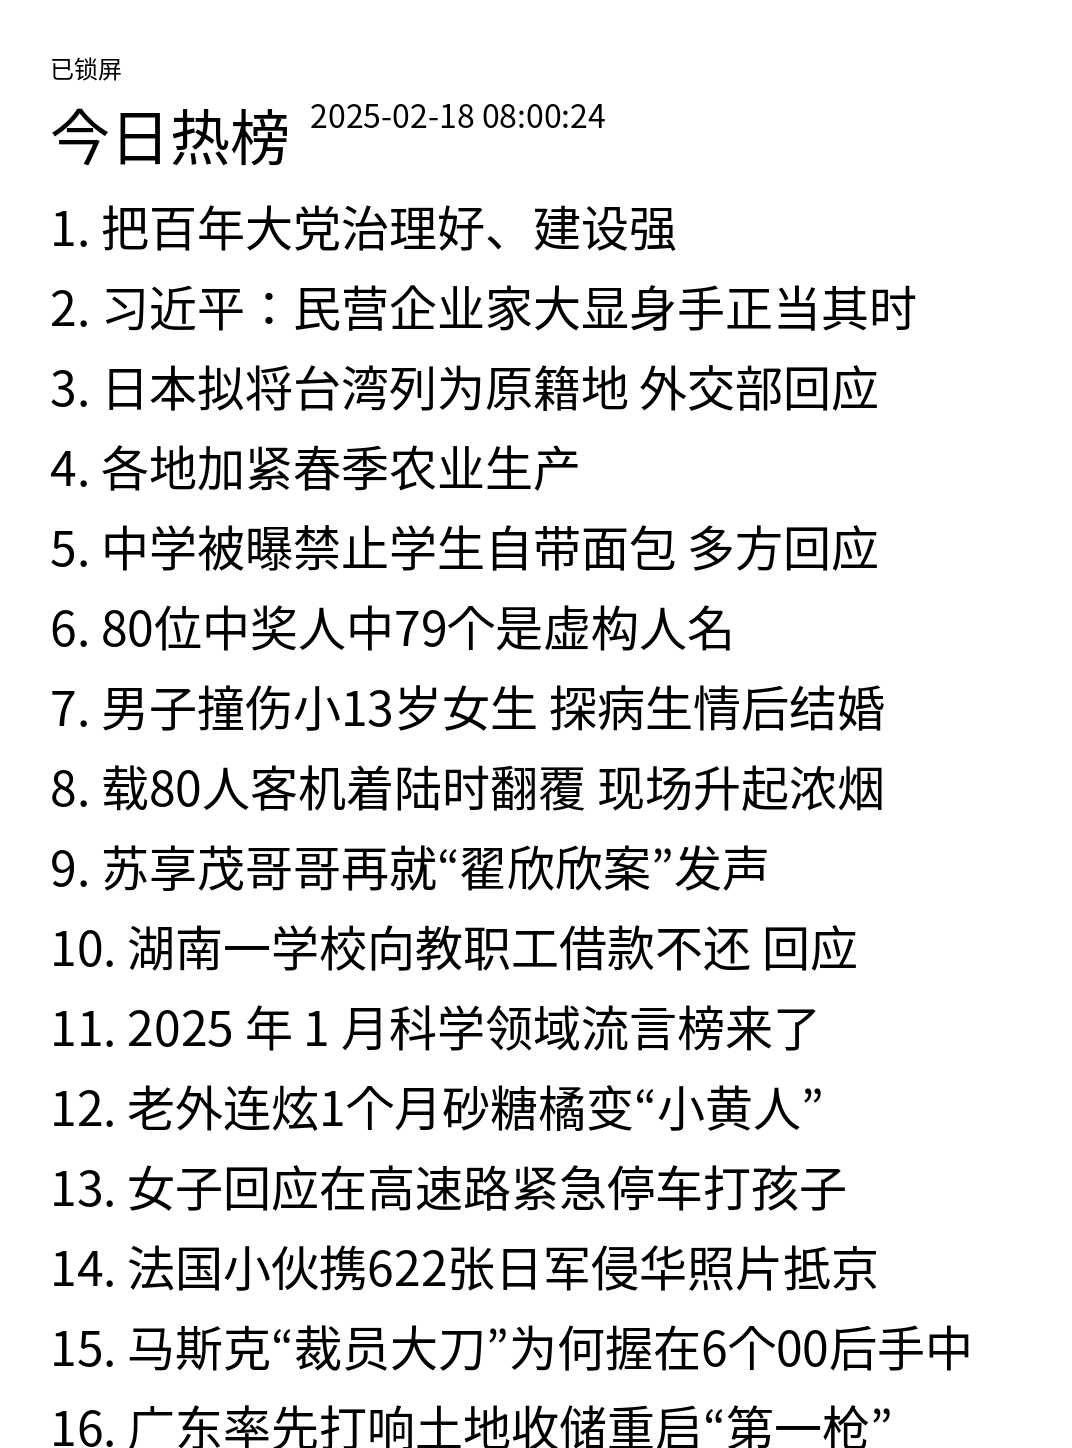 已锁屏
今日热榜 2025-02-18 08:00:24
1. 把百年大党治理好、建设强
2. 习近平：民营企业家大显身手正当其时
3. 日本拟将台湾列为原籍地 外交部回应
4. 各地加紧春季农业生产
5. 中学被曝禁止学生自带面包 多方回应
6. 80位中奖人中79个是虚构人名
7. 男子撞伤小13岁女生 探病生情后结婚
8. 载80人客机着陆时翻覆 现场升起浓烟
9. 苏享茂哥哥再就“翟欣欣案”发声
10. 湖南一学校向教职工借款不还 回应
11. 2025 年 1 月科学领域流言榜来了
12. 老外连炫1个月砂糖橘变“小黄人”
13. 女子回应在高速路紧急停车打孩子
14. 法国小伙携622张日军侵华照片抵京
15. 马斯克“裁员大刀”为何握在6个00后手中
16. 广东率先打响土地收储重启“第一枪”